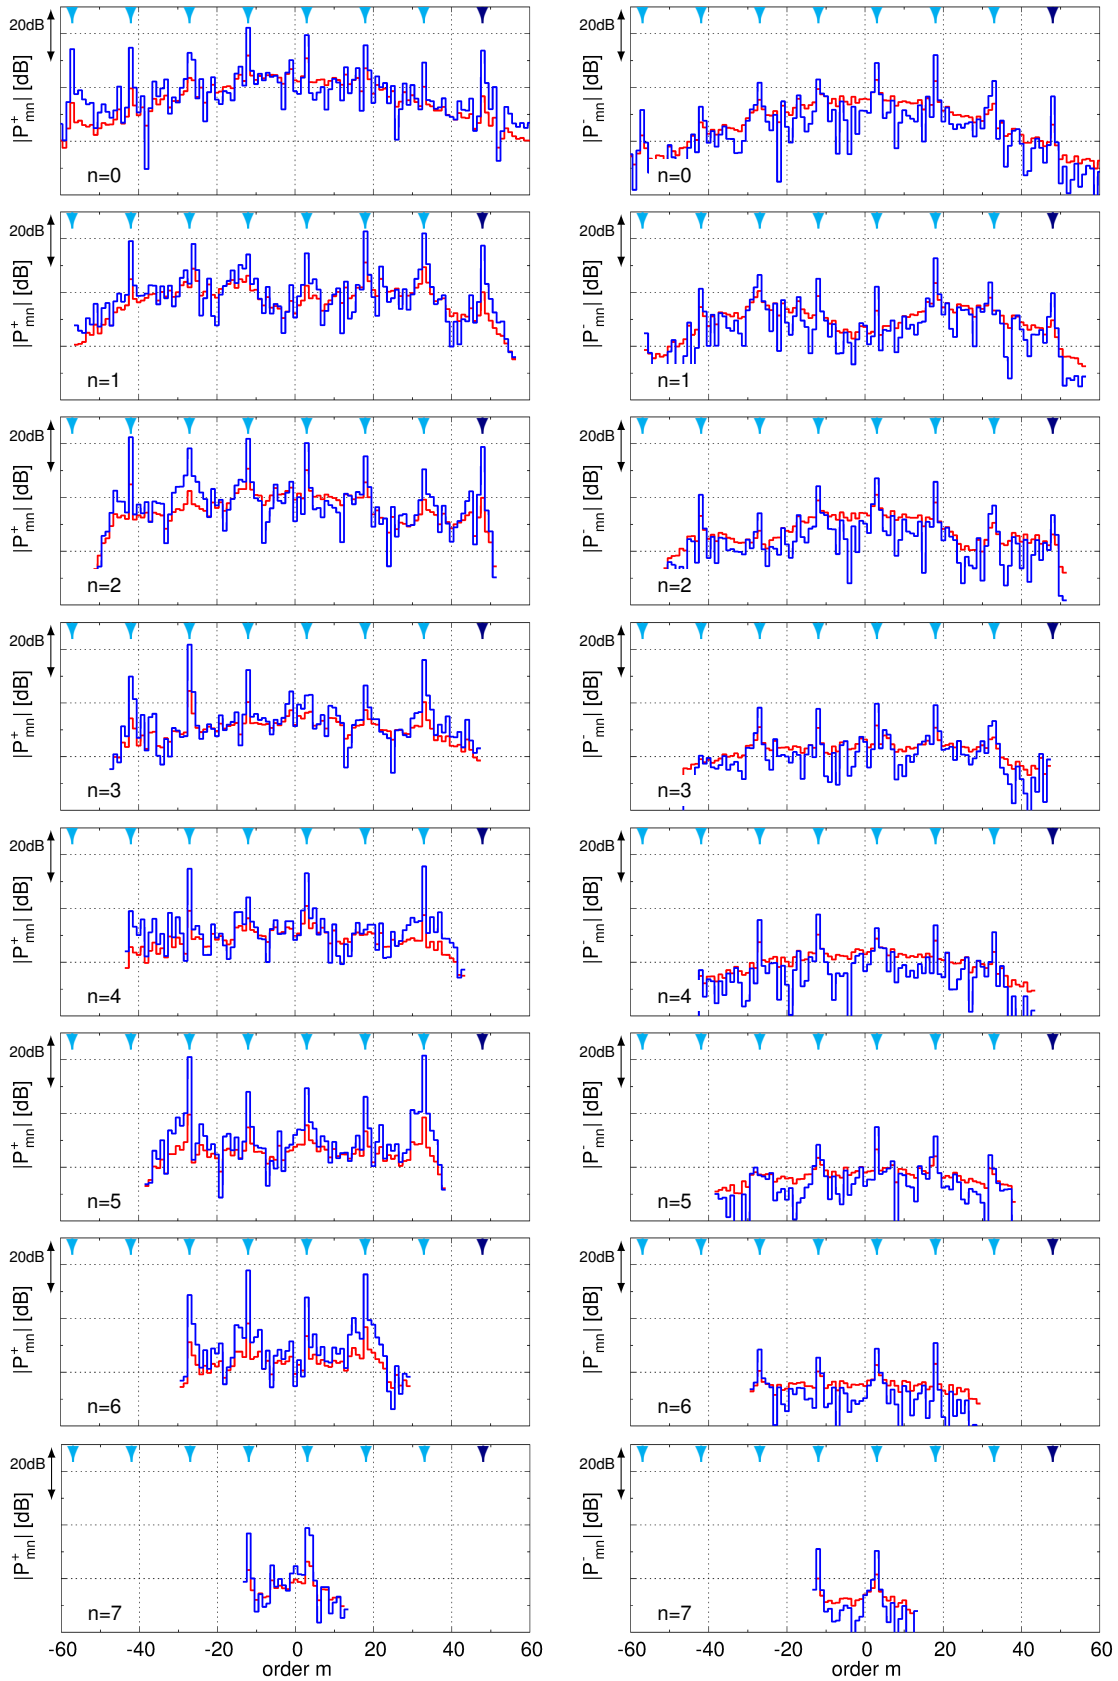 20dB
|P⁺mn| [dB]
n=0
20dB
|P⁻mn| [dB]
n=0
20dB
|P⁺mn| [dB]
n=1
20dB
|P⁻mn| [dB]
n=1
20dB
|P⁺mn| [dB]
n=2
20dB
|P⁻mn| [dB]
n=2
20dB
|P⁺mn| [dB]
n=3
20dB
|P⁻mn| [dB]
n=3
20dB
|P⁺mn| [dB]
n=4
20dB
|P⁻mn| [dB]
n=4
20dB
|P⁺mn| [dB]
n=5
20dB
|P⁻mn| [dB]
n=5
20dB
|P⁺mn| [dB]
n=6
20dB
|P⁻mn| [dB]
n=6
20dB
|P⁺mn| [dB]
n=7
-60 -40 -20 0 20 40 60
order m
20dB
|P⁻mn| [dB]
n=7
-60 -40 -20 0 20 40 60
order m